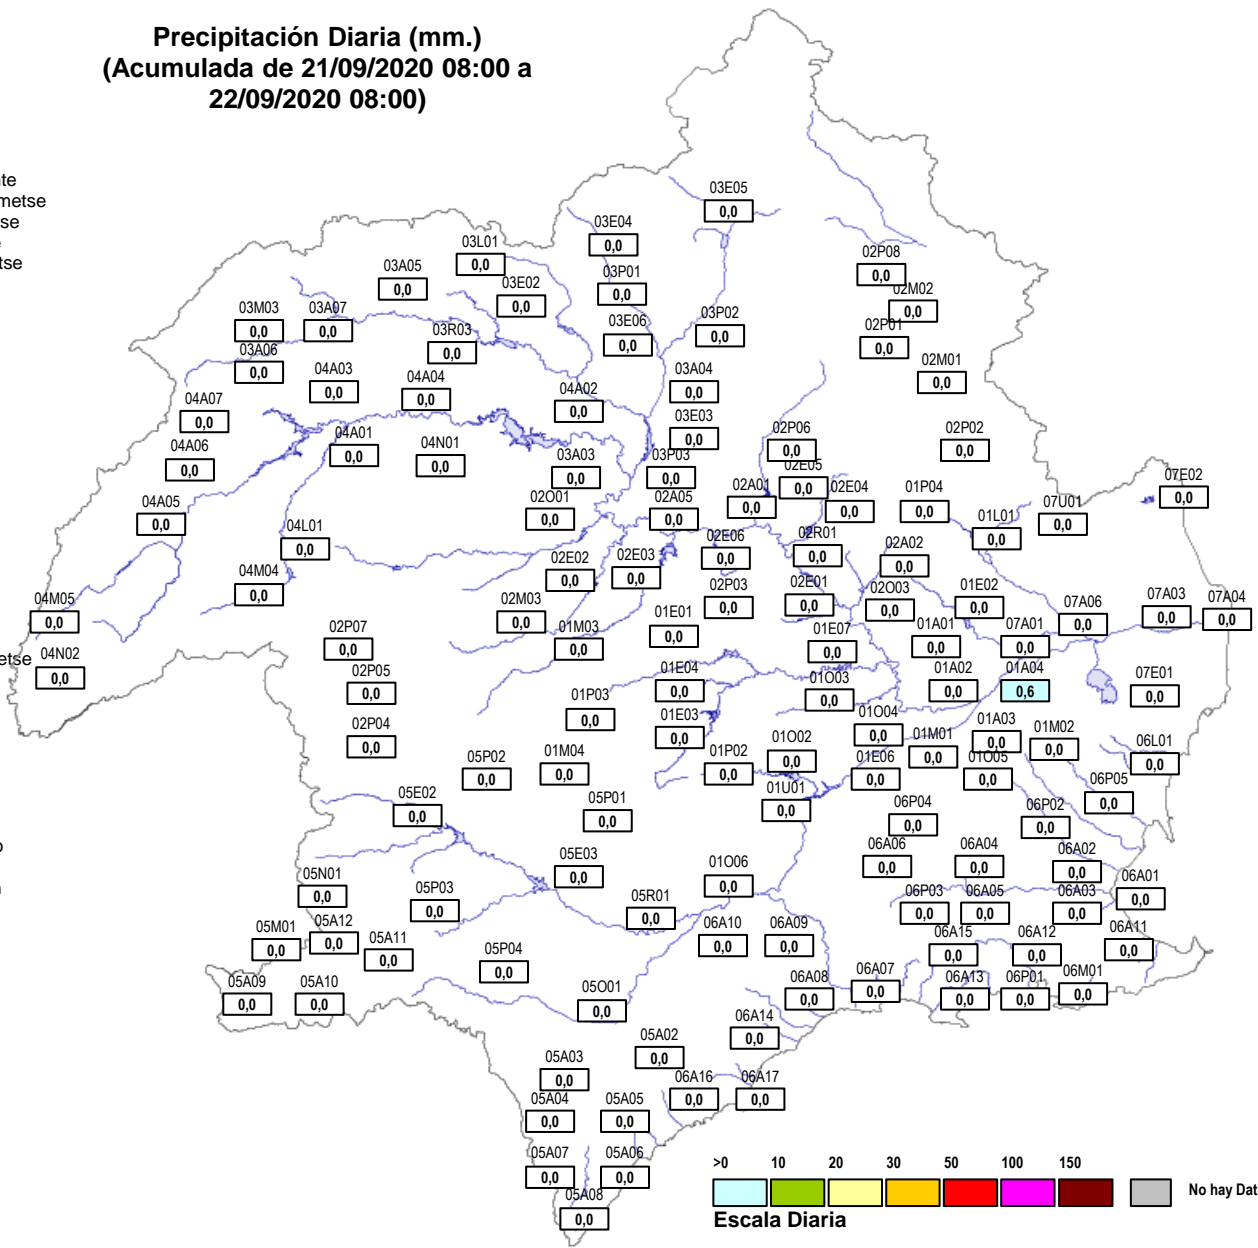 Precipitación Diaria (mm.)
(Acumulada de 21/09/2020 08:00 a
22/09/2020 08:00)
te
metse
se
tse
03E05
0,0
03E04
0,0
03L01
0,0
02P08
0,0
03A05
0,0
03P01
0,0
03E02
0,0
02M02
0,0
03M03
0,0
03A07
0,0
03P02
0,0
03E06
0,0
02P01
0,0
03R03
0,0
03A06
0,0
02M01
0,0
04A03
0,0
04A04
0,0
03A04
0,0
04A02
0,0
04A07
0,0
03E03
0,0
02P06
0,0
02P02
0,0
04A01
0,0
04A06
0,0
04N01
0,0
03A03
0,0
03P03
0,0
02E05
0,0
07E02
0,0
02A01
0,0
02E04
0,0
01P04
0,0
04A05
0,0
02O01
0,0
02A05
0,0
07U01
0,0
01L01
0,0
04L01
0,0
02E06
0,0
02R01
0,0
02A02
0,0
02E02
0,0
02E03
0,0
04M04
0,0
02P03
0,0
02E01
0,0
02O03
0,0
01E02
0,0
04M05
0,0
02M03
0,0
07A06
0,0
07A03
0,0
07A04
0,0
01E01
0,0
02P07
0,0
01M03
0,0
01E07
0,0
01A01
0,0
07A01
0,0
etse
04N02
0,0
02P05
0,0
01E04
0,0
01O03
0,0
01A02
0,0
01A04
0,6
07E01
0,0
01P03
0,0
01E03
0,0
02P04
0,0
01O04
0,0
01A03
0,0
01M02
0,0
05P02
0,0
01M04
0,0
01P02
0,0
01O02
0,0
01M01
0,0
01E06
0,0
01O05
0,0
06L01
0,0
05E02
0,0
05P01
0,0
01U01
0,0
06P04
0,0
06P02
0,0
06P05
0,0
o
05E03
0,0
06A06
0,0
06A04
0,0
06A02
0,0
05N01
0,0
05P03
0,0
01O06
0,0
06A01
0,0
05R01
0,0
06P03
0,0
06A05
0,0
06A03
0,0
05M01
0,0
05A12
0,0
05A11
0,0
06A10
0,0
06A09
0,0
06A15
0,0
06A12
0,0
06A11
0,0
05P04
0,0
05A09
0,0
05A10
0,0
05O01
0,0
06A08
0,0
06A07
0,0
06A13
0,0
06P01
0,0
06M01
0,0
06A14
0,0
05A02
0,0
05A03
0,0
06A16
0,0
06A17
0,0
05A04
0,0
05A05
0,0
05A07
0,0
05A06
0,0
05A08
0,0
>0 10 20 30 50 100 150
No hay Dat
Escala Diaria